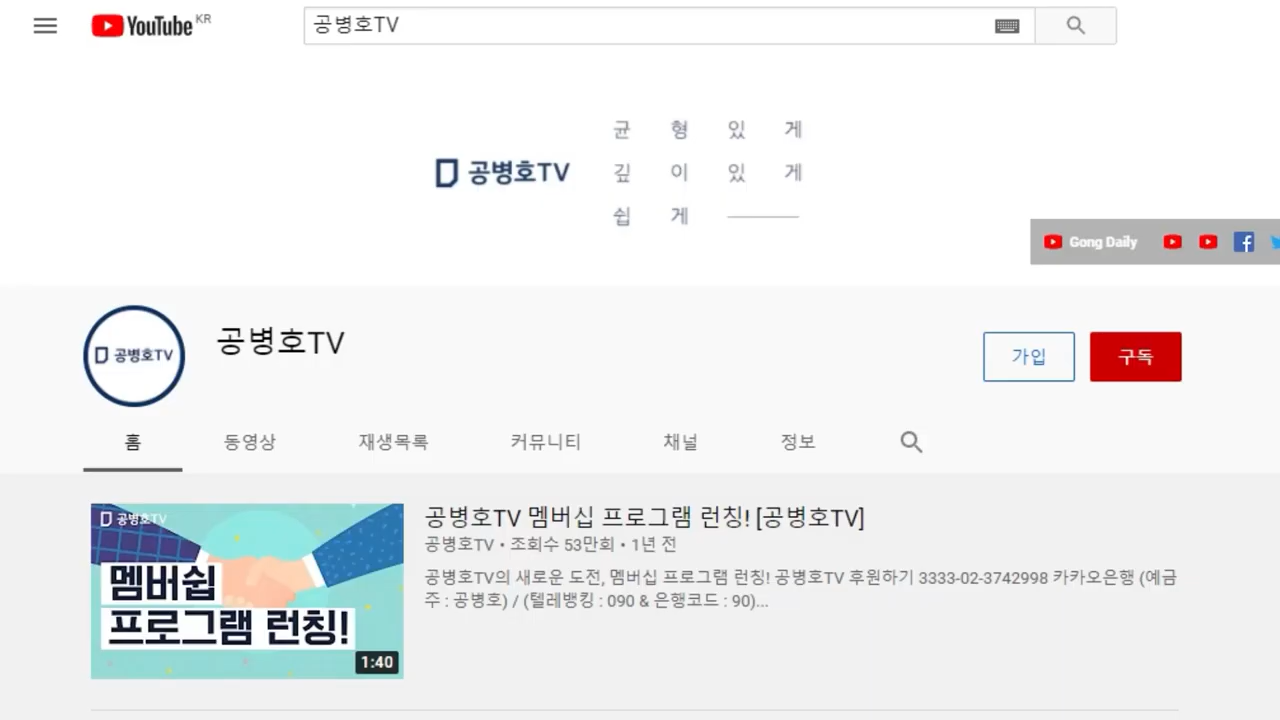 YouTube KR
공병호TV
균형있게
공병호TV
깊이있게
쉽게
Gong Daily
공병호TV
공병호TV
가입
구독
홈
동영상
재생목록
커뮤니티
채널
정보
공병호TV
멤버쉽
프로그램 런칭!
1:40
공병호TV 멤버십 프로그램 런칭! [공병호TV]
공병호TV • 조회수 53만회 • 1년 전
공병호TV의 새로운 도전, 멤버십 프로그램 런칭! 공병호TV 후원하기 3333-02-3742998 카카오은행 (예금
주 : 공병호) / (텔레뱅킹 : 090 & 은행코드 : 90)...